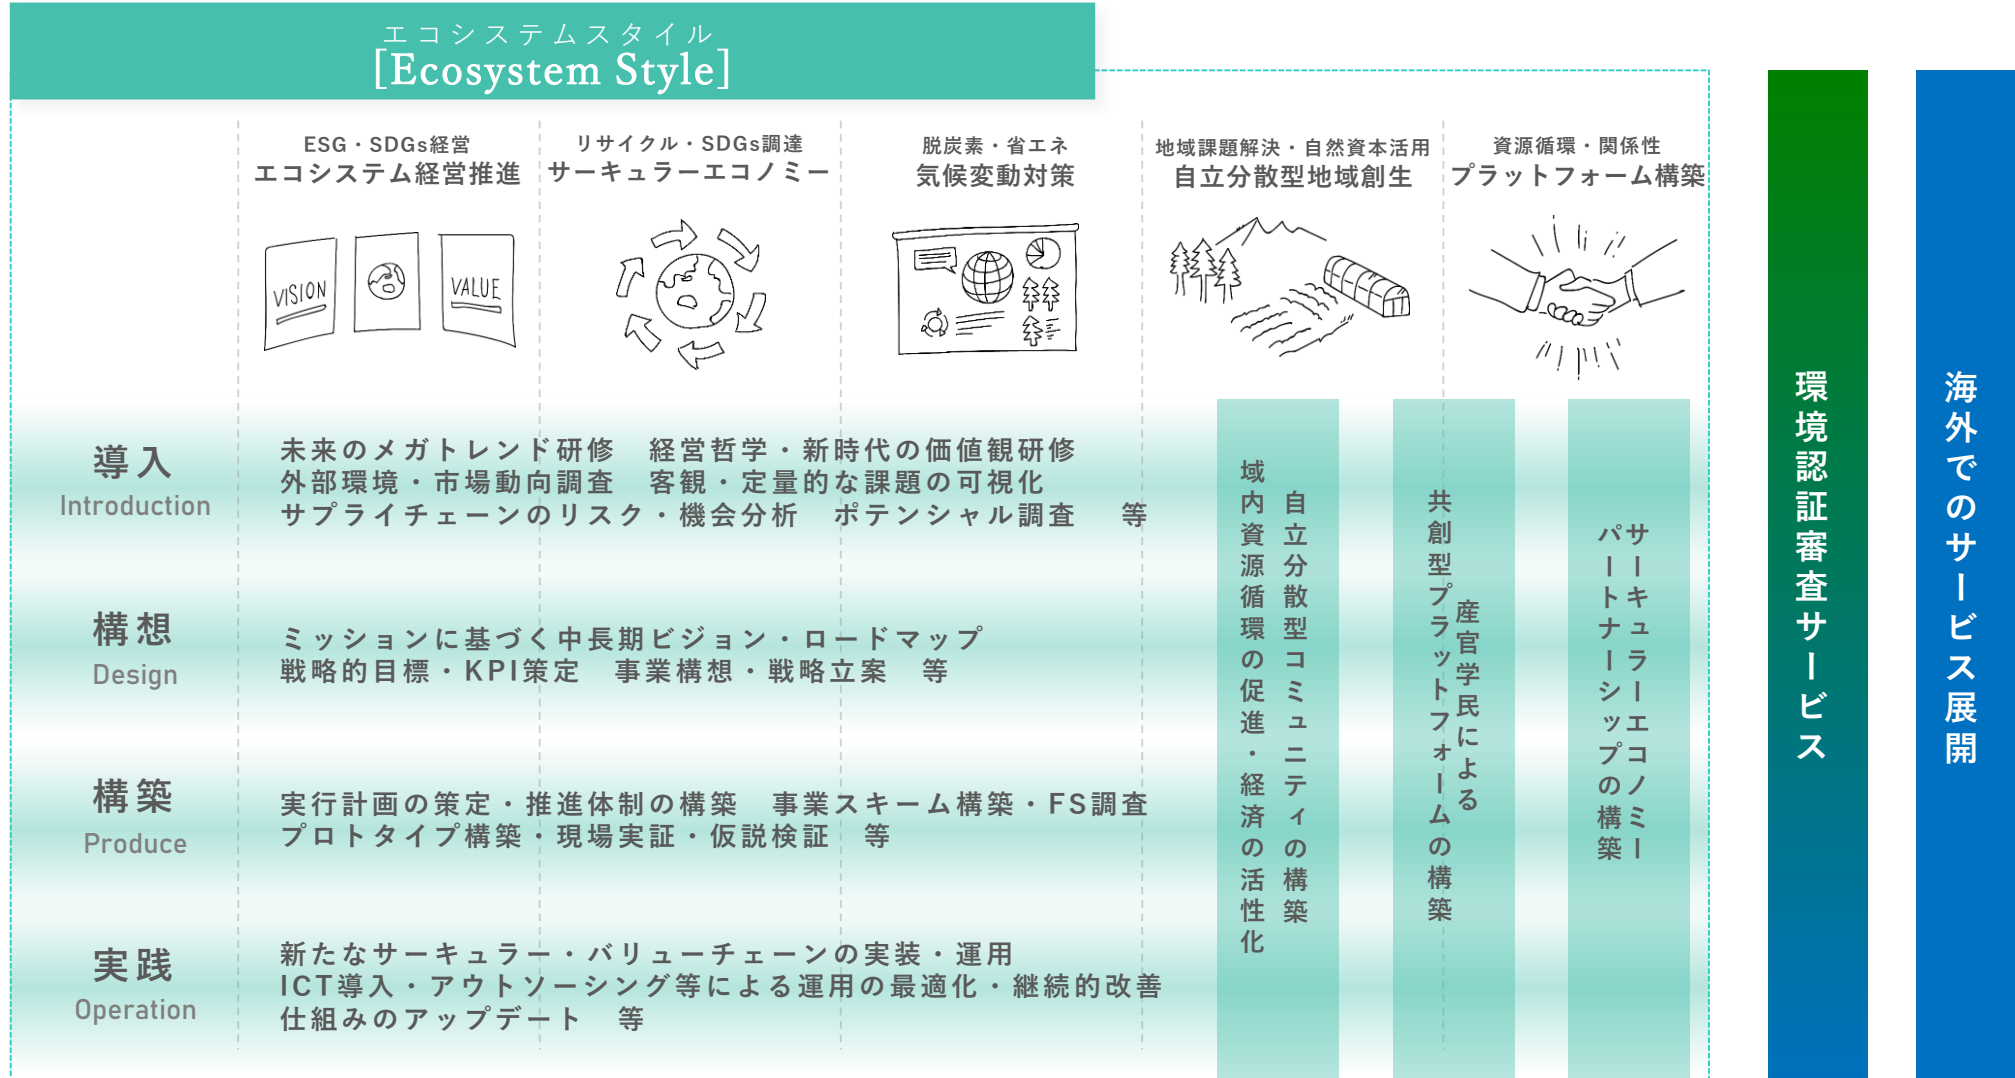 エコシステムスタイル
[Ecosystem Style]
ESG・SDGs経営
エコシステム経営推進
リサイクル・SDGs調達
サーキュラーエコノミー
脱炭素・省エネ
気候変動対策
地域課題解決・自然資本活用
自立分散型地域創生
資源循環・関係性
プラットフォーム構築
VISION
VALUE
導入
Introduction
未来のメガトレンド研修　経営哲学・新時代の価値観研修
外部環境・市場動向調査　客観・定量的な課題の可視化
サプライチェーンのリスク・機会分析　ポテンシャル調査　等
構想
Design
ミッションに基づく中長期ビジョン・ロードマップ
戦略的目標・KPI策定　事業構想・戦略立案　等
構築
Produce
実行計画の策定・推進体制の構築　事業スキーム構築・FS調査
プロトタイプ構築・現場実証・仮説検証　等
実践
Operation
新たなサーキュラー・バリューチェーンの実装・運用
ICT導入・アウトソーシング等による運用の最適化・継続的改善
仕組みのアップデート　等
自立分散型コミュニティの構築
域内資源循環の促進・経済の活性化
産官学民による
共創型プラットフォームの構築
サーキュラーエコノミー
パートナーシップの構築
環境認証審査サービス
海外でのサービス展開